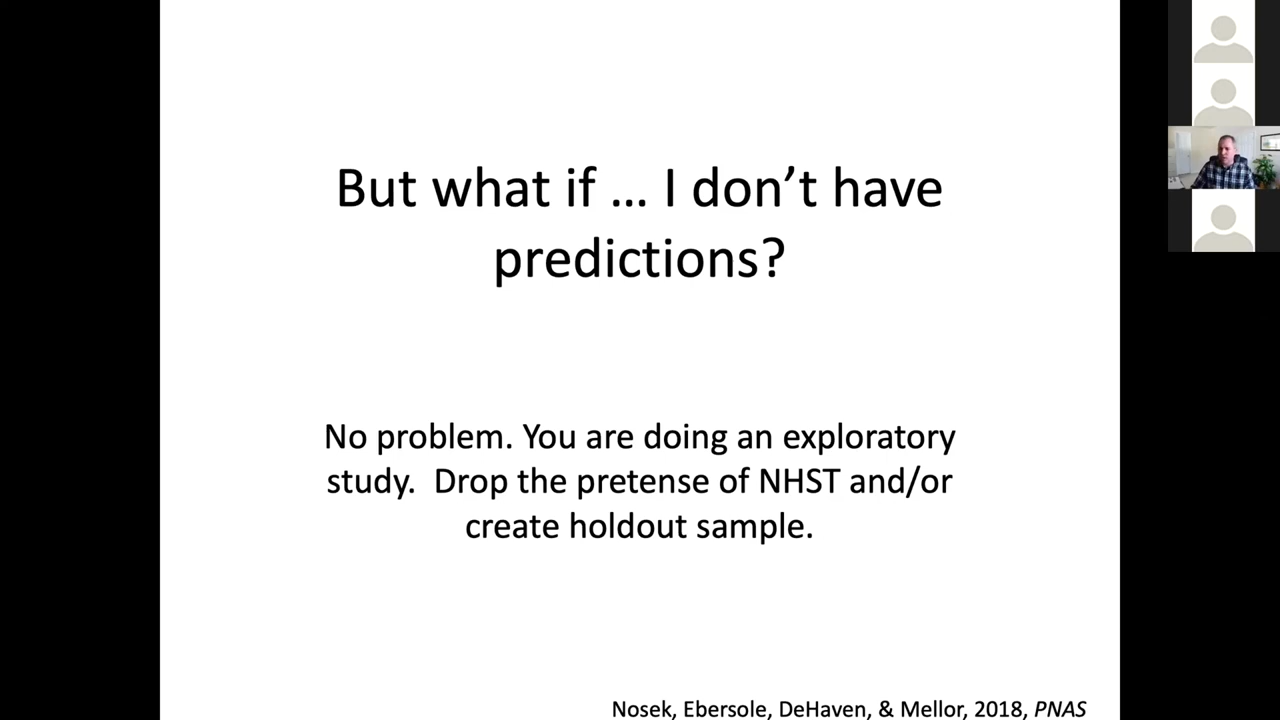 But what if … I don’t have
predictions?
No problem. You are doing an exploratory
study.  Drop the pretense of NHST and/or
create holdout sample.
Nosek, Ebersole, DeHaven, & Mellor, 2018, PNAS